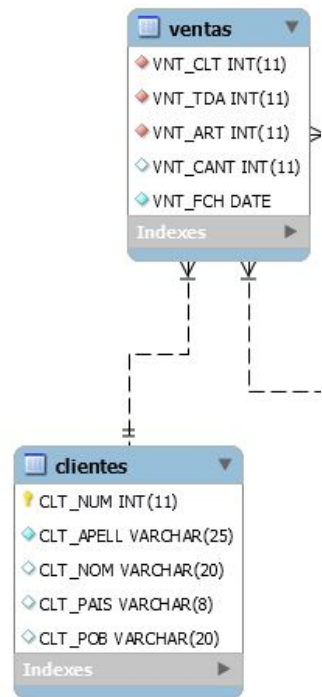 ventas
VNT_CLT INT(11)
VNT_TDA INT(11)
VNT_ART INT(11)
VNT_CANT INT(11)
VNT_FCH DATE
Indexes
clientes
CLT_NUM INT(11)
CLT_APELL VARCHAR(25)
CLT_NOM VARCHAR(20)
CLT_PAIS VARCHAR(8)
CLT_POB VARCHAR(20)
Indexes